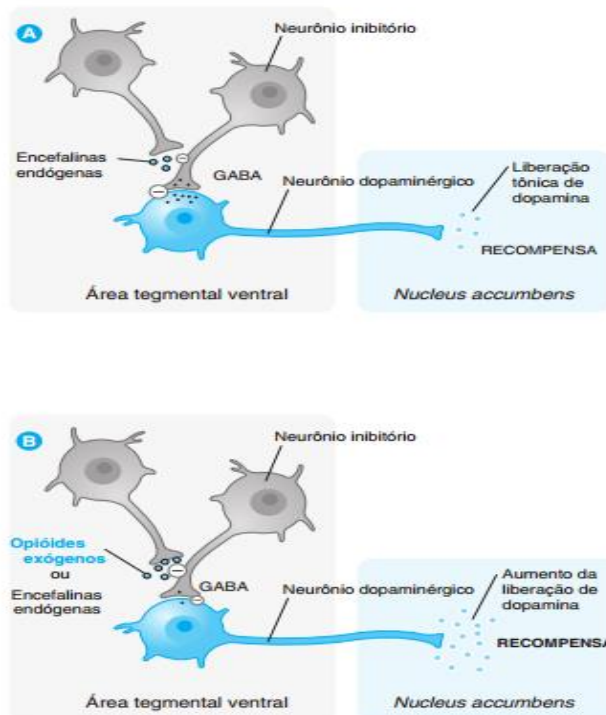 A
Neurônio inibitório
Encefalinas
endógenas
GABA
Neurônio dopaminérgico
Liberação
tônica de
dopamina
RECOMPENSA
Área tegmental ventral
Nucleus accumbens
B
Neurônio inibitório
Opióides
exógenos
ou
Encefalinas
endógenas
GABA
Neurônio dopaminérgico
Aumento da
liberação de
dopamina
RECOMPENSA
Área tegmental ventral
Nucleus accumbens